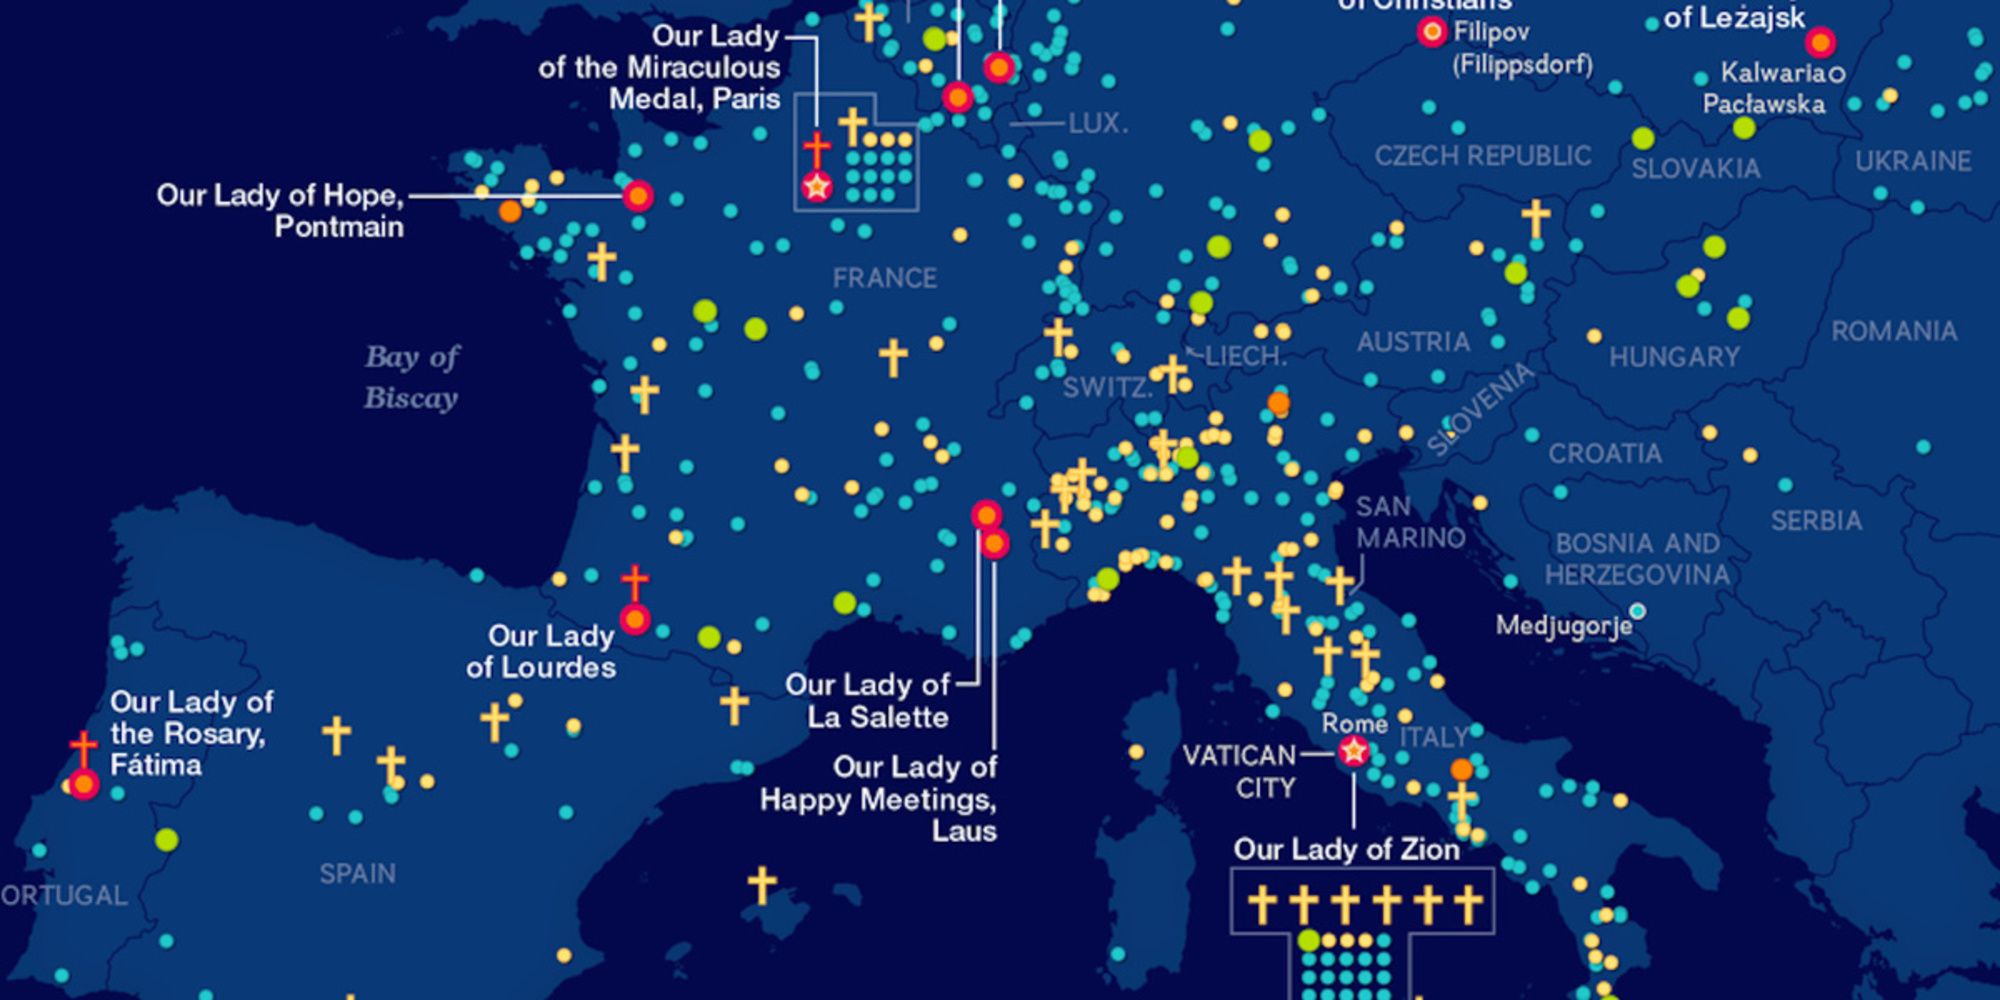 of Christians
Filipov
(Filippsdorf)
of Leżajsk
Kalwaria
Pacławska
Our Lady
of the Miraculous
Medal, Paris
LUX.
CZECH REPUBLIC
SLOVAKIA
UKRAINE
Our Lady of Hope,
Pontmain
FRANCE
Bay of
Biscay
LIECH.
AUSTRIA
SWITZ.
SLOVENIA
HUNGARY
ROMANIA
CROATIA
SAN
MARINO
BOSNIA AND
HERZEGOVINA
SERBIA
Medjugorje
Our Lady
of Lourdes
Our Lady of
La Salette
Our Lady of
the Rosary,
Fátima
Our Lady of
Happy Meetings,
Laus
Rome
VATICAN
CITY
ITALY
Our Lady of Zion
SPAIN
ORTUGAL